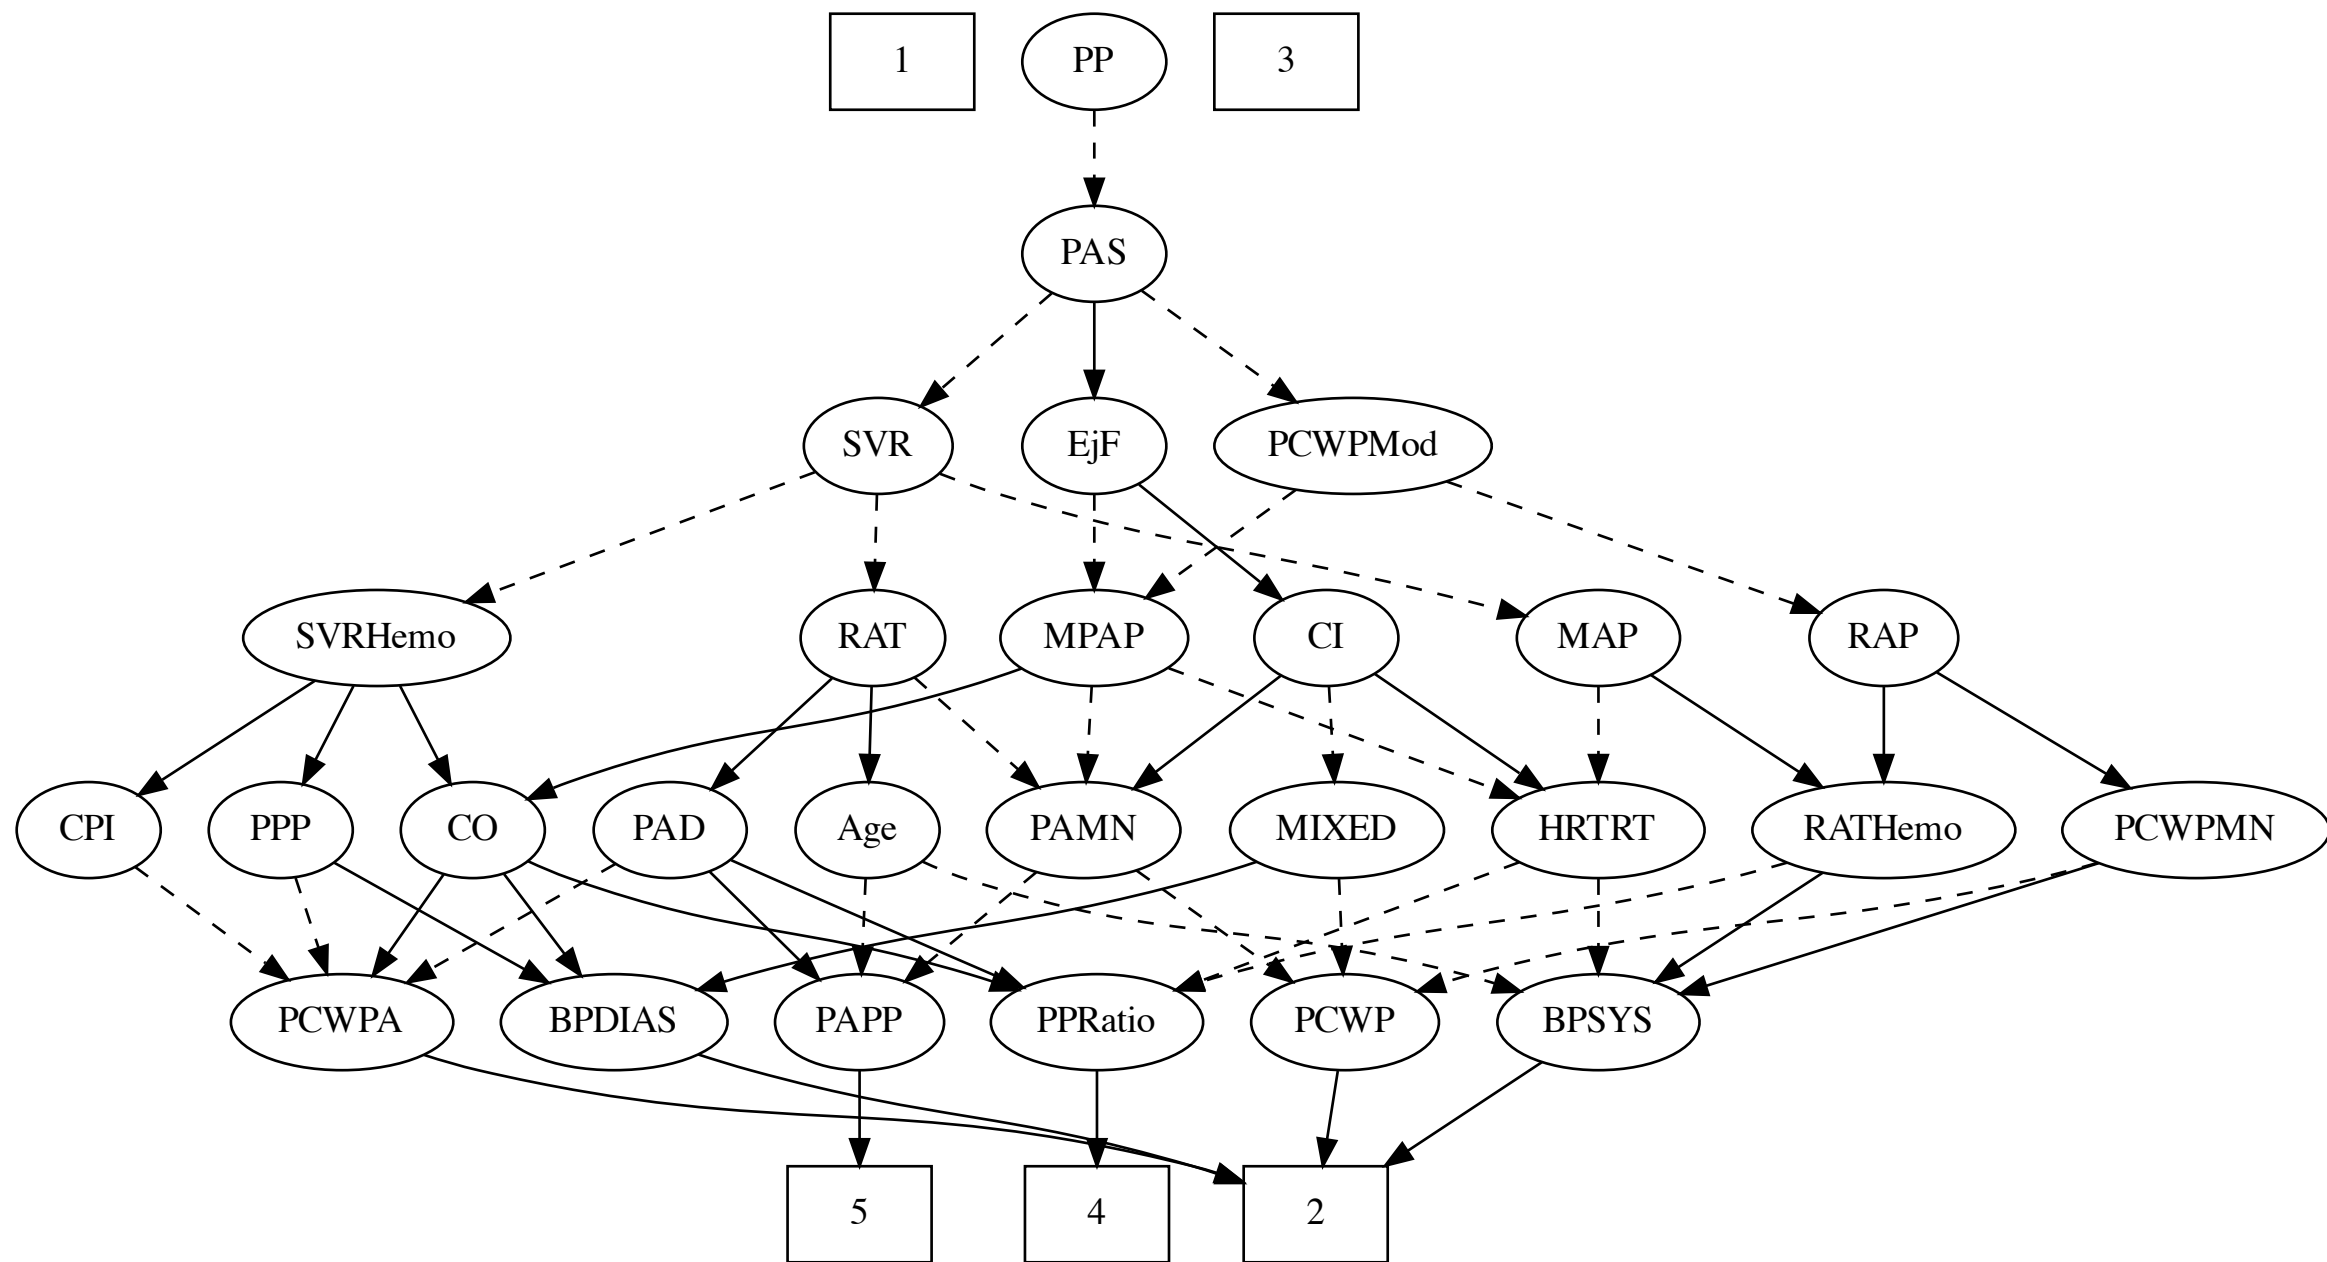 1
PP
3
PAS
SVR
EjF
PCWPMod
SVRHemo
RAT
MPAP
CI
MAP
RAP
CPI
PPP
CO
PAD
Age
PAMN
MIXED
HRTRT
RATHemo
PCWPMN
PCWPA
BPDIAS
PAPP
PPRatio
PCWP
BPSYS
5
4
2